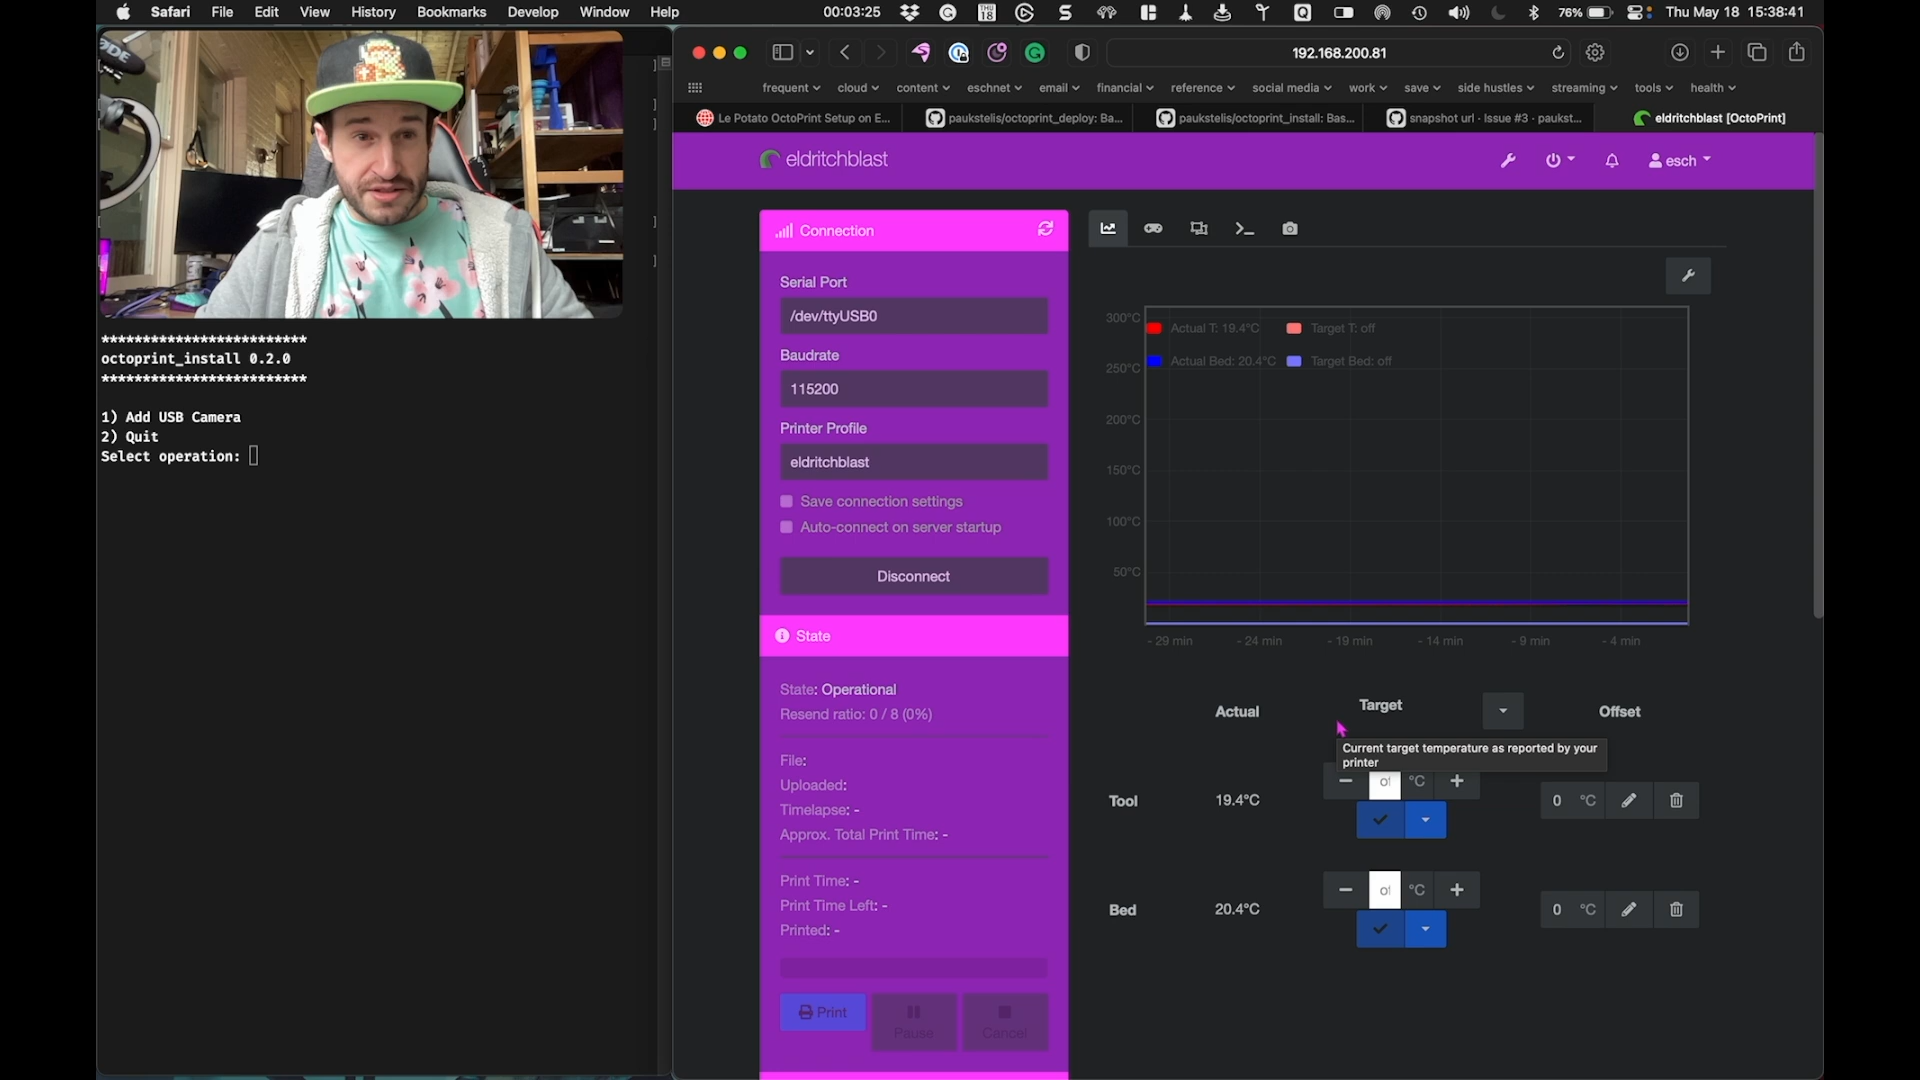 Safari File Edit View History Bookmarks Develop Window Help 00:03:25 THU 18 76% Thu May 18 15:38:41
192.168.200.81
frequent cloud content eschnet email financial reference social media work save side hustles streaming tools health
Le Potato OctoPrint Setup on E... paukstelis/octoprint_deploy: Ba... paukstelis/octoprint_install: Bas... snapshot url · Issue #3 · paukst... eldritchblast [OctoPrint]
*************************
octoprint_install 0.2.0
*************************
1) Add USB Camera
2) Quit
Select operation:
eldritchblast esch
Connection
Serial Port
/dev/ttyUSB0
Baudrate
115200
Printer Profile
eldritchblast
Save connection settings
Auto-connect on server startup
Disconnect
State
State: Operational
Resend ratio: 0 / 8 (0%)
File:
Uploaded:
Timelapse: -
Approx. Total Print Time: -
Print Time: -
Print Time Left: -
Printed: -
Print Pause Cancel
300°C
Actual T: 19.4°C Target T: off
Actual Bed: 20.4°C Target Bed: off
250°C
200°C
150°C
100°C
50°C
- 29 min - 24 min - 19 min - 14 min - 9 min - 4 min
Actual Target Offset
Current target temperature as reported by your
printer
Tool 19.4°C − of °C + 0 °C
Bed 20.4°C − of °C + 0 °C